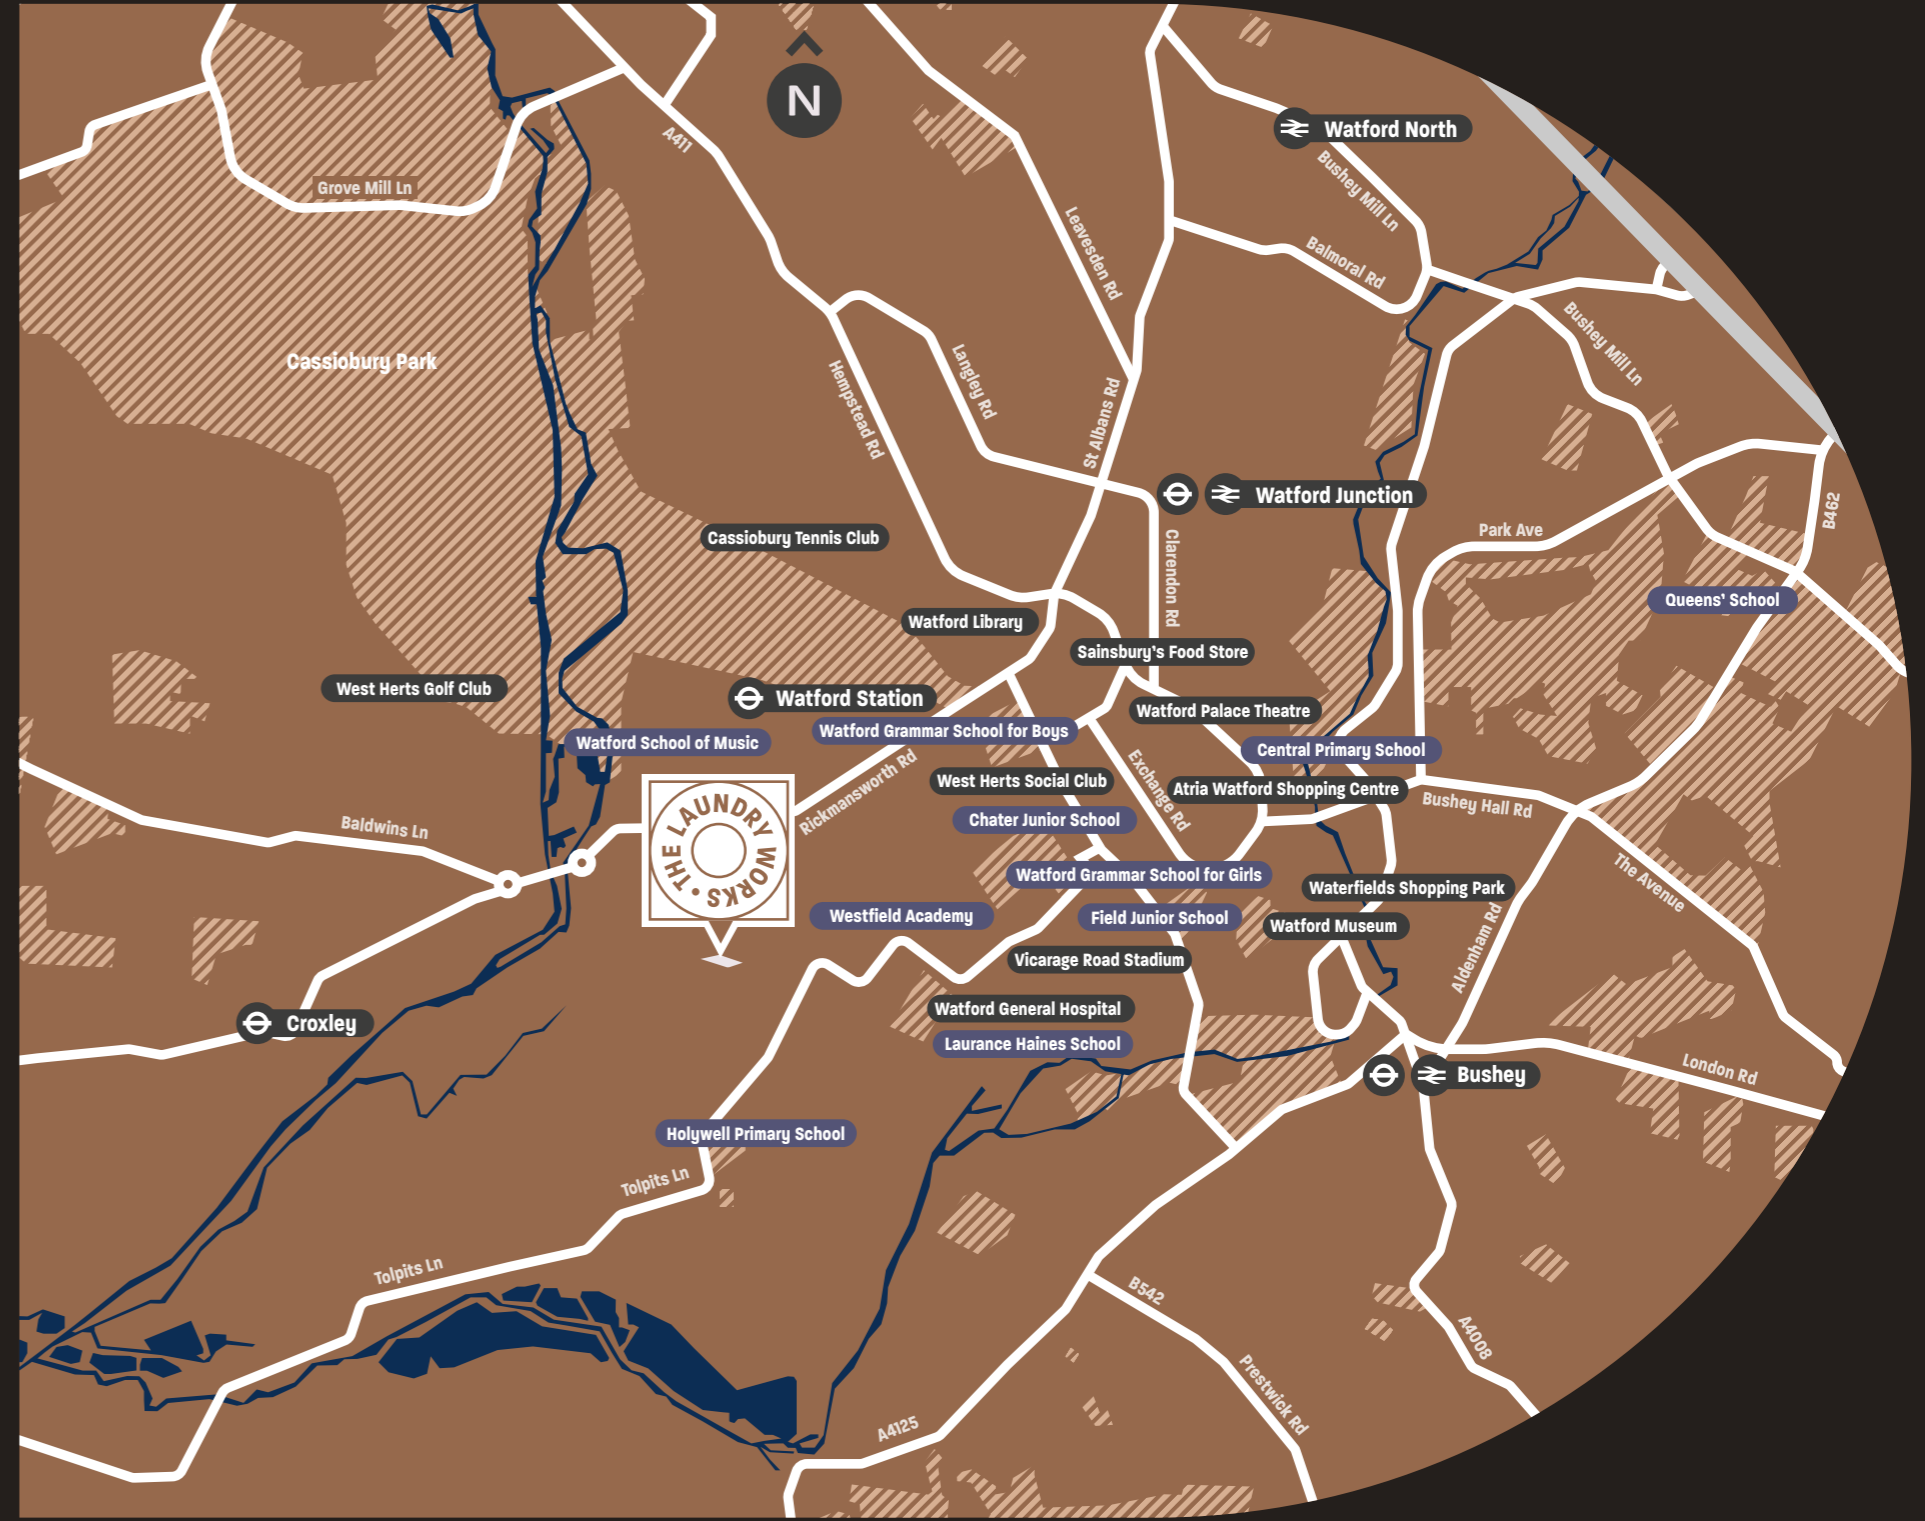 N
Watford North
A411
Bushey Mill Ln
Grove Mill Ln
Leavesden Rd
Balmoral Rd
Bushey Mill Ln
Cassiobury Park
Hempstead Rd
Langley Rd
St Albans Rd
Watford Junction
B462
Park Ave
Cassiobury Tennis Club
Clarendon Rd
Queens' School
Watford Library
Sainsbury's Food Store
West Herts Golf Club
Watford Station
Watford Palace Theatre
Watford Grammar School for Boys
Watford School of Music
Central Primary School
Rickmansworth Rd
West Herts Social Club
Exchange Rd
Atria Watford Shopping Centre
Bushey Hall Rd
Chater Junior School
Baldwins Ln
THE LAUNDRY WORKS •
Watford Grammar School for Girls
Waterfields Shopping Park
The Avenue
Westfield Academy
Field Junior School
Watford Museum
Aldenham Rd
Vicarage Road Stadium
Watford General Hospital
Croxley
Laurance Haines School
Bushey
London Rd
Holywell Primary School
Tolpits Ln
Tolpits Ln
B542
A4008
Prestwick Rd
A4125